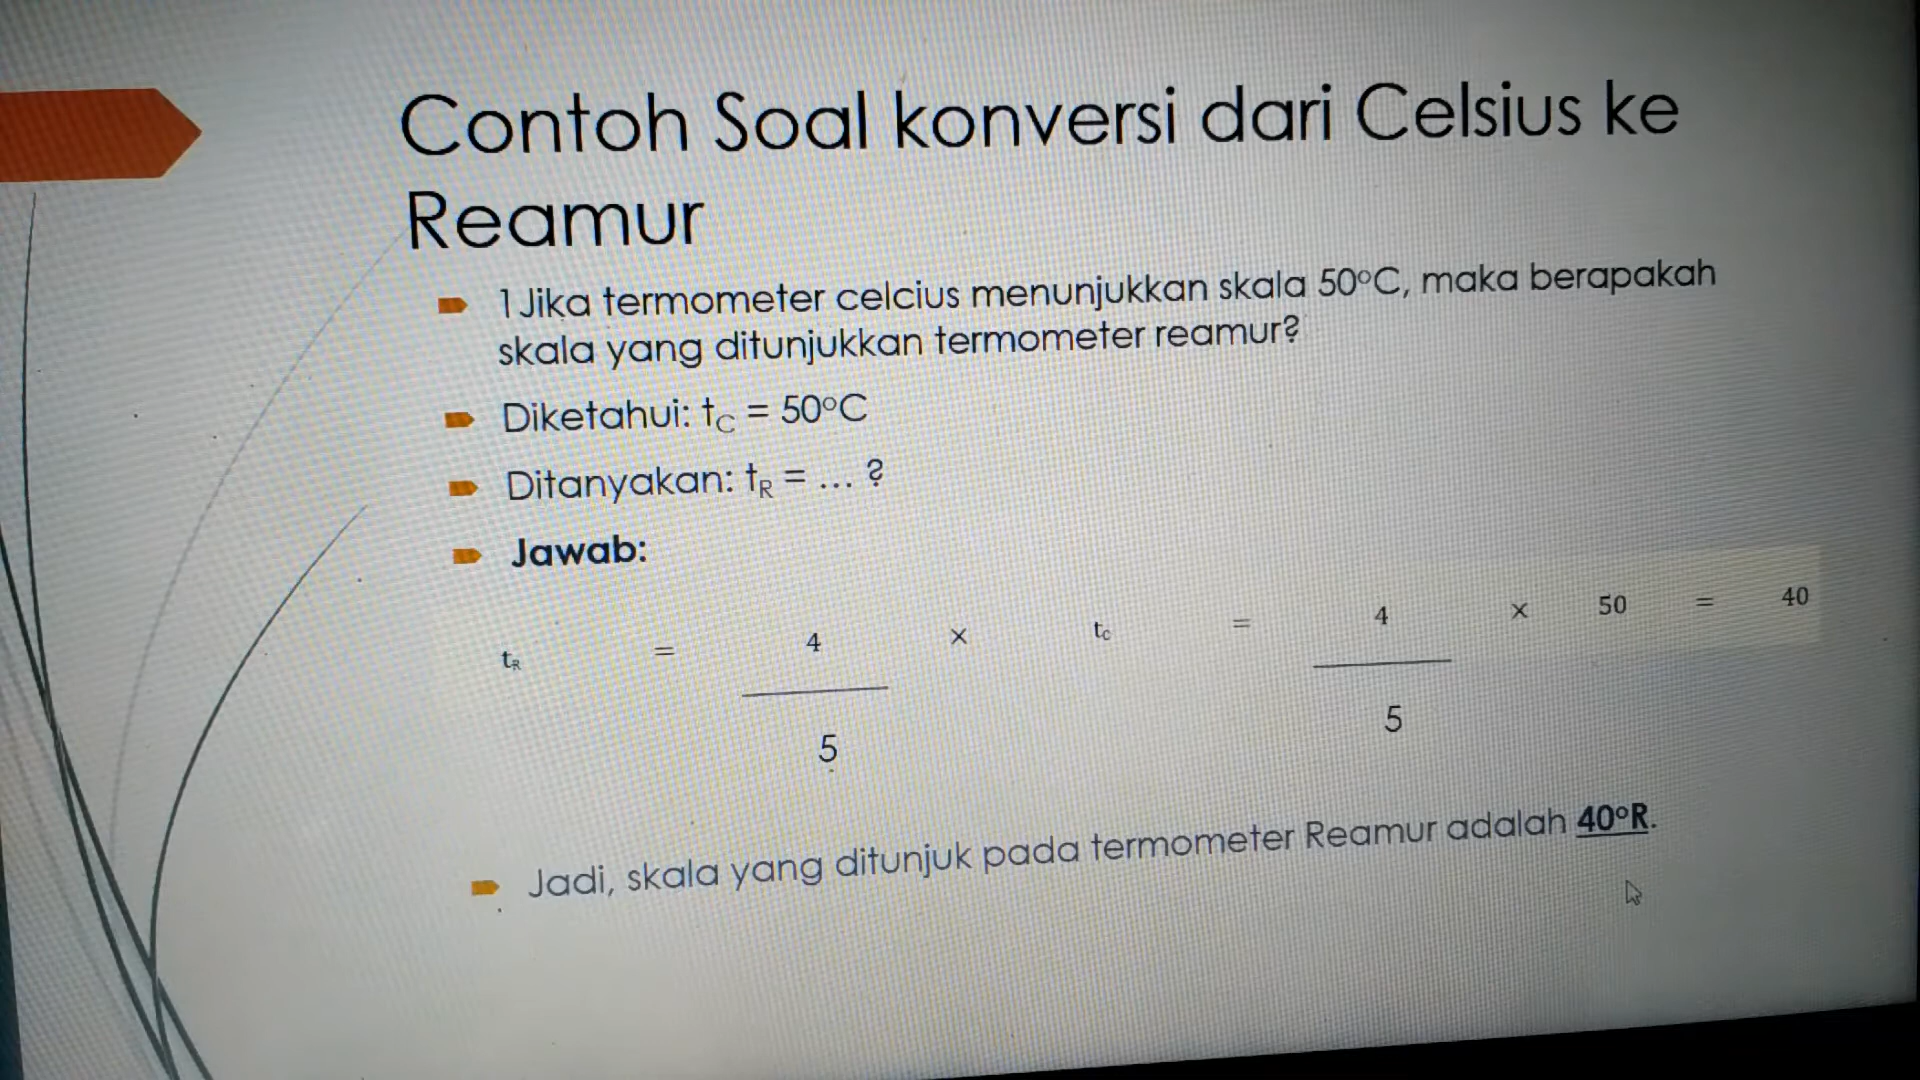 Contoh Soal konversi dari Celsius ke
Reamur
1 Jika termometer celcius menunjukkan skala 50°C, maka berapakah
skala yang ditunjukkan termometer reamur?
Diketahui: tC = 50°C
Ditanyakan: tR = ... ?
Jawab:
tR = 4/5 × tC = 4/5 × 50 = 40
Jadi, skala yang ditunjuk pada termometer Reamur adalah 40°R.